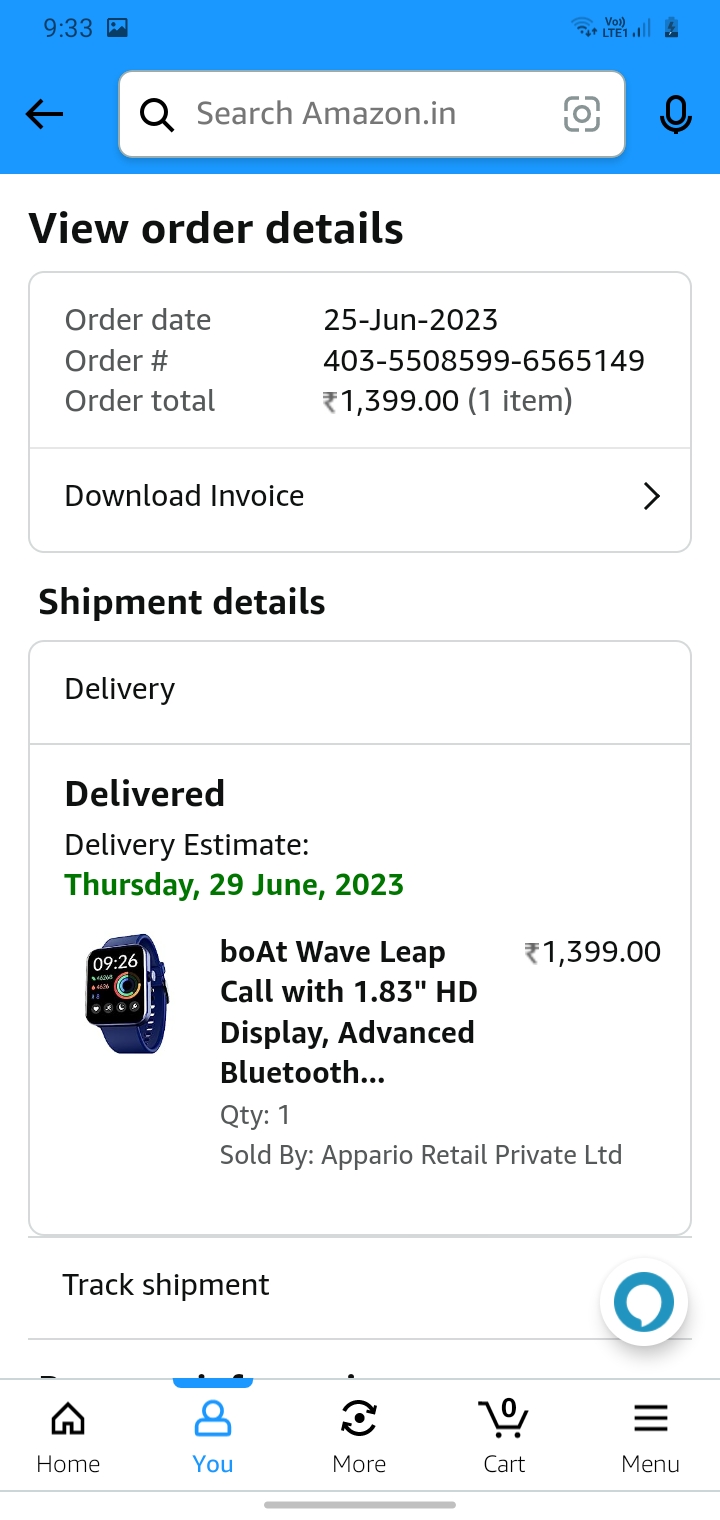 9:33
Vo))
LTE1
Search Amazon.in
View order details
Order date 25-Jun-2023
Order # 403-5508599-6565149
Order total ₹1,399.00 (1 item)
Download Invoice
Shipment details
Delivery
Delivered
Delivery Estimate:
Thursday, 29 June, 2023
09:26
boAt Wave Leap ₹1,399.00
Call with 1.83" HD
Display, Advanced
Bluetooth...
Qty: 1
Sold By: Appario Retail Private Ltd
Track shipment
0
Home You More Cart Menu